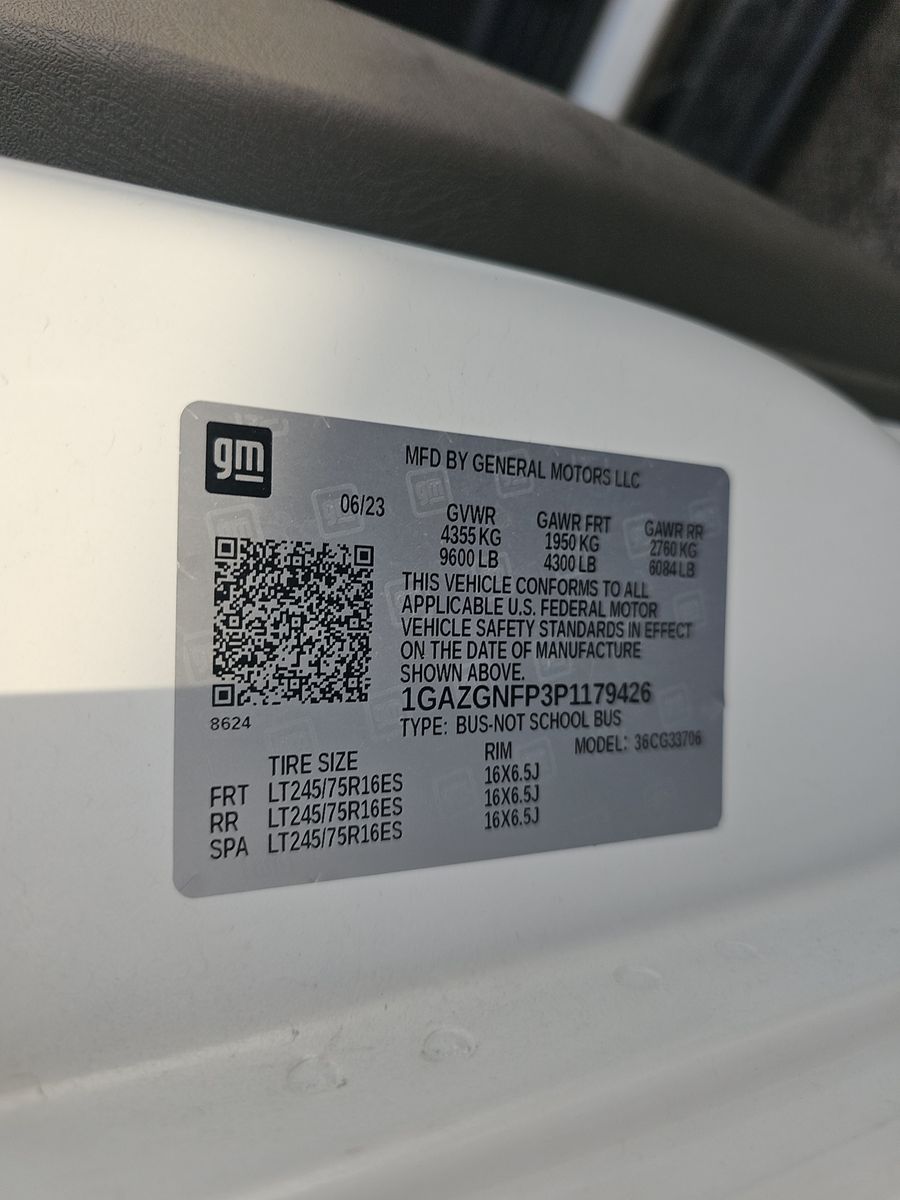 gm
MFD BY GENERAL MOTORS LLC
06/23
GVWR GAWR FRT GAWR RR
4355 KG 1950 KG 2760 KG
9600 LB 4300 LB 6084 LB
THIS VEHICLE CONFORMS TO ALL
APPLICABLE U.S. FEDERAL MOTOR
VEHICLE SAFETY STANDARDS IN EFFECT
ON THE DATE OF MANUFACTURE
SHOWN ABOVE.
1GAZGNFP3P1179426
8624
TYPE: BUS-NOT SCHOOL BUS
MODEL: 36CG33706
TIRE SIZE RIM
FRT LT245/75R16ES 16X6.5J
RR LT245/75R16ES 16X6.5J
SPA LT245/75R16ES 16X6.5J